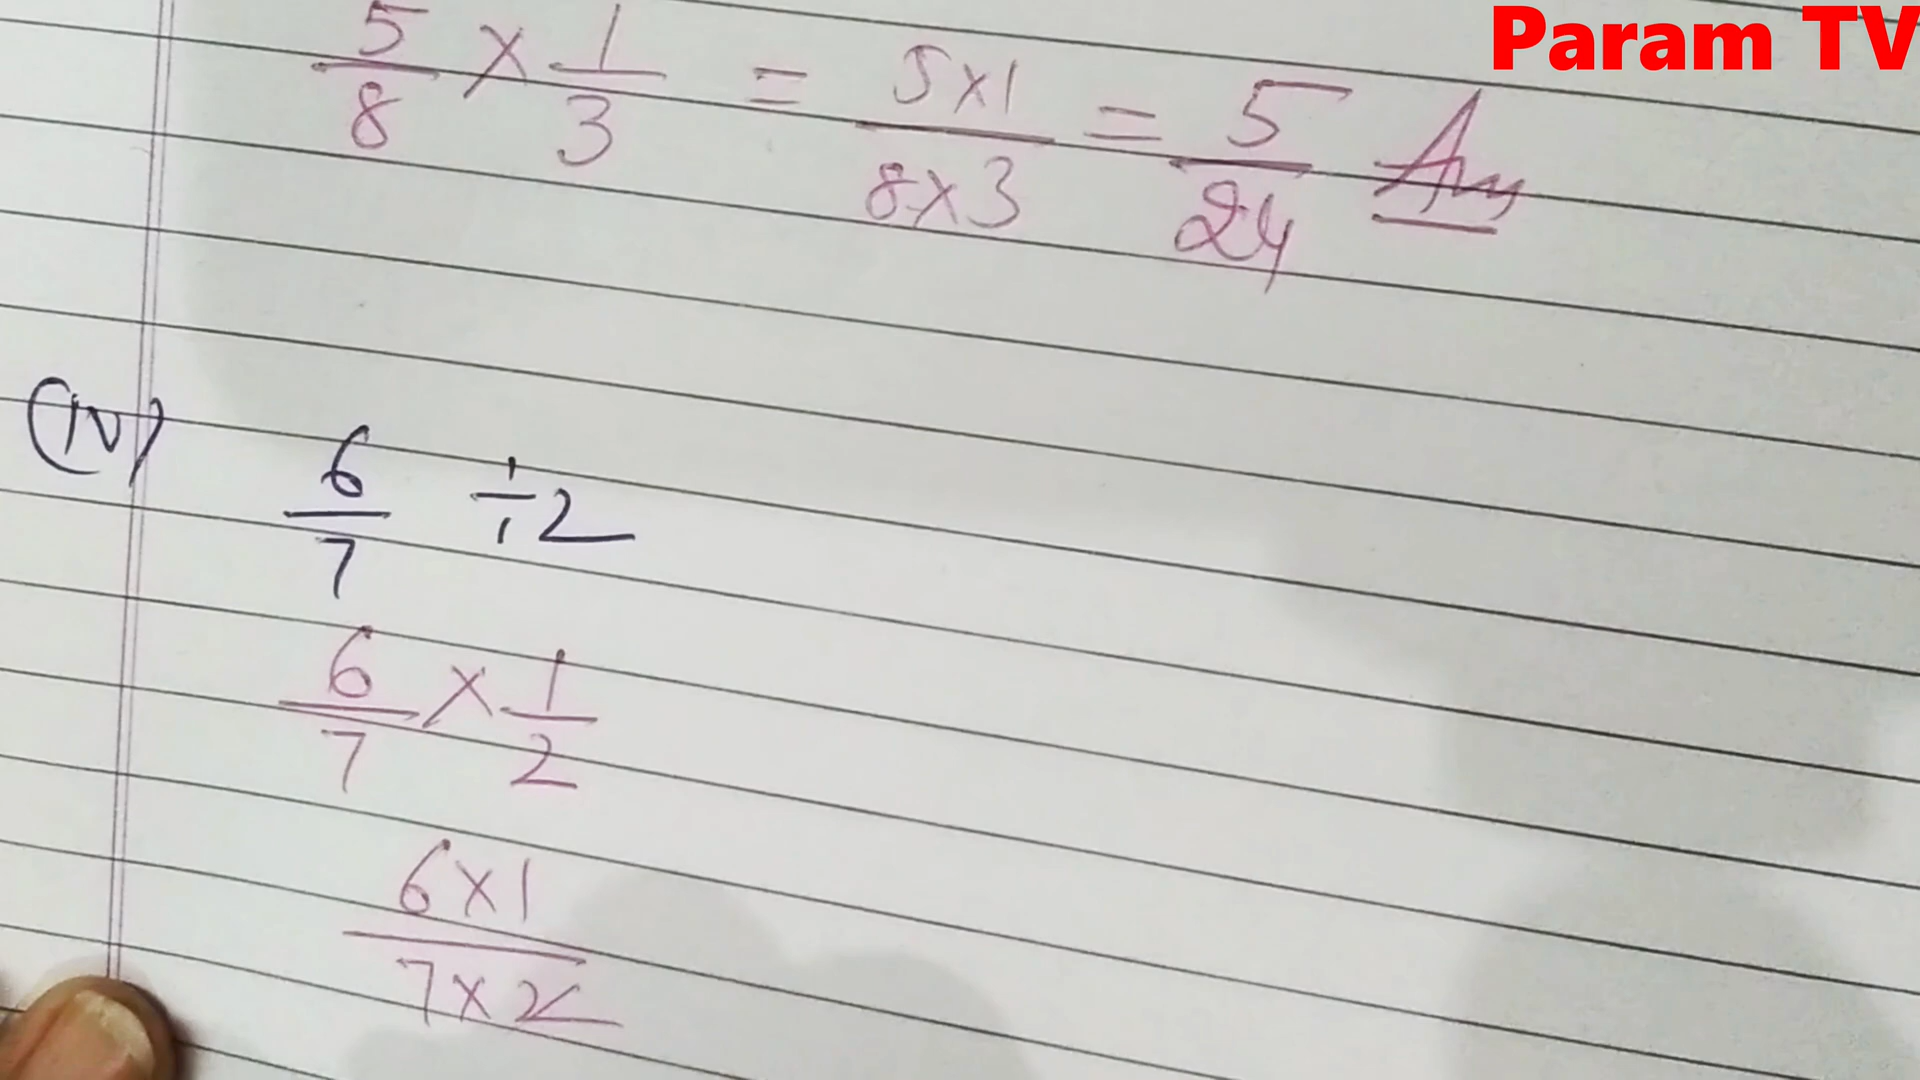 Param TV
5/8 × 1/3 = 5×1/8×3 = 5/24 Ans
(iv) 6/7 ÷2
6/7 × 1/2
6×1/7×2